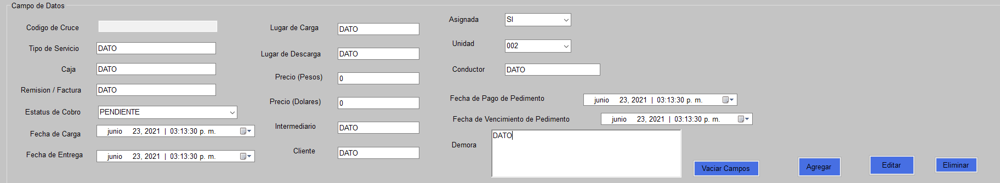 Campo de Datos
Codigo de Cruce
Tipo de Servicio DATO
Caja DATO
Remision / Factura DATO
Estatus de Cobro PENDIENTE
Fecha de Carga junio 23, 2021 | 03:13:30 p. m.
Fecha de Entrega junio 23, 2021 | 03:13:30 p. m.
Lugar de Carga DATO
Lugar de Descarga DATO
Precio (Pesos) 0
Precio (Dolares) 0
Intermediario DATO
Cliente DATO
Asignada SI
Unidad 002
Conductor DATO
Fecha de Pago de Pedimento junio 23, 2021 | 03:13:30 p. m.
Fecha de Vencimiento de Pedimento junio 23, 2021 | 03:13:30 p. m.
Demora DATO
Vaciar Campos Agregar Editar Eliminar